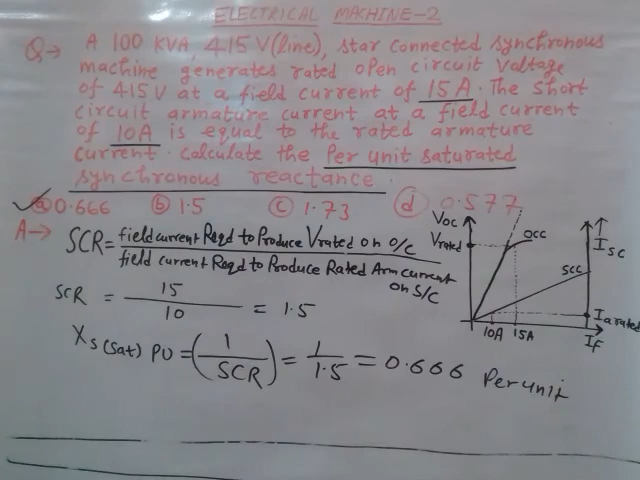 ELECTRICAL MACHINE-2
Q→ A 100 KVA, 415 V(line), star connected synchronous
machine generates rated open circuit voltage
of 415V at a field current of 15A. The short
circuit armature current at a field current
of 10A is equal to the rated armature
current. calculate the Per unit saturated
synchronous reactance.
ⓐ 0.666 ⓑ 1.5 ⓒ 1.73 ⓓ 0.577
A→ SCR = field current Reqd to Produce Vrated on o/c
field current Reqd to Produce Rated Arm current
on s/c
SCR = 15
10 = 1.5
Xs(sat) PU = (1
SCR) = 1
1.5 = 0.666 Per unit
Voc
Vrated
OCC
Isc
SCC
Iarated
10A 15A
If